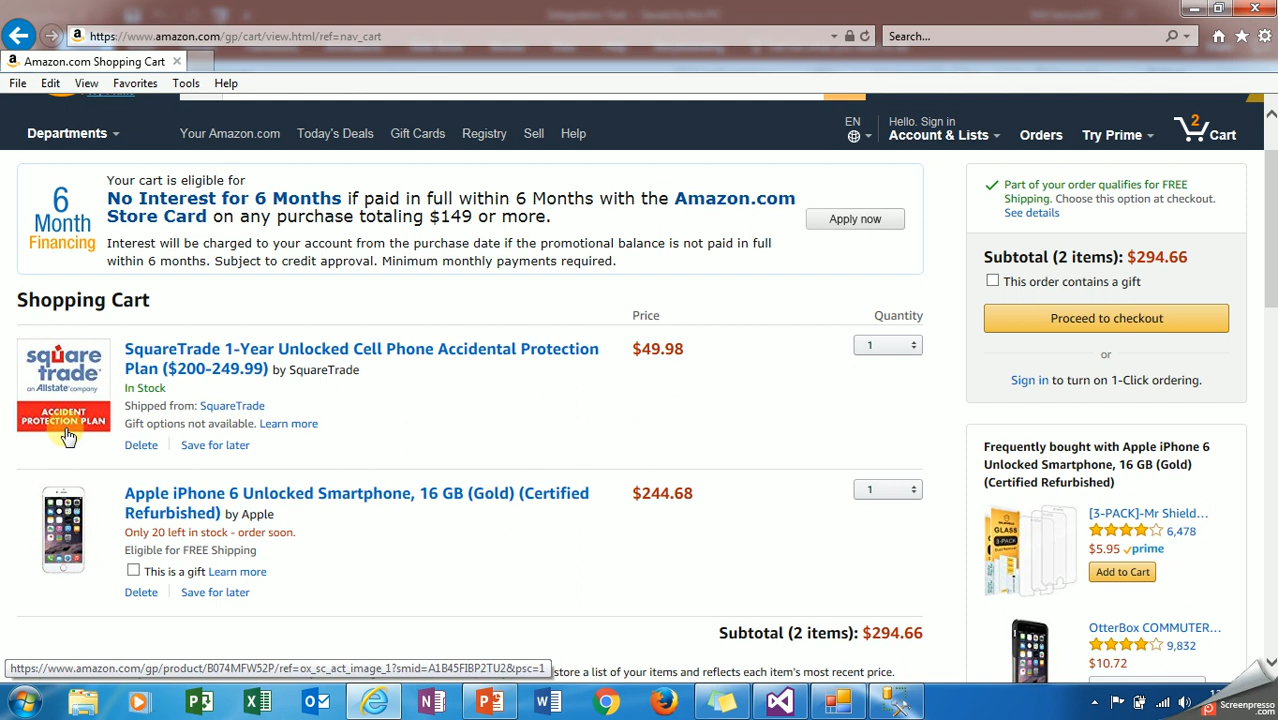 https://www.amazon.com/gp/cart/view.html/ref=nav_cart
Search...
Amazon.com Shopping Cart
File Edit View Favorites Tools Help
Departments
Your Amazon.com Today's Deals Gift Cards Registry Sell Help
EN
Hello. Sign in
Account & Lists
Orders
Try Prime
2
Cart
6
Month
Financing
Your cart is eligible for
No Interest for 6 Months if paid in full within 6 Months with the Amazon.com
Store Card on any purchase totaling $149 or more.
Interest will be charged to your account from the purchase date if the promotional balance is not paid in full
within 6 months. Subject to credit approval. Minimum monthly payments required.
Apply now
Part of your order qualifies for FREE
Shipping. Choose this option at checkout.
See details
Subtotal (2 items): $294.66
This order contains a gift
Proceed to checkout
or
Sign in to turn on 1-Click ordering.
Shopping Cart
Price
Quantity
square
trade
an Allstate company
ACCIDENT
PROTECTION PLAN
SquareTrade 1-Year Unlocked Cell Phone Accidental Protection
Plan ($200-249.99) by SquareTrade
In Stock
Shipped from: SquareTrade
Gift options not available. Learn more
Delete Save for later
$49.98
1
Apple iPhone 6 Unlocked Smartphone, 16 GB (Gold) (Certified
Refurbished) by Apple
Only 20 left in stock - order soon.
Eligible for FREE Shipping
This is a gift Learn more
Delete Save for later
$244.68
1
Subtotal (2 items): $294.66
Frequently bought with Apple iPhone 6
Unlocked Smartphone, 16 GB (Gold)
(Certified Refurbished)
GLASS
3-PACK
[3-PACK]-Mr Shield...
6,478
$5.95 prime
Add to Cart
OtterBox COMMUTER...
9,832
$10.72
https://www.amazon.com/gp/product/B074MFW52P/ref=ox_sc_act_image_1?smid=A1B45FIBP2TU2&psc=1
store a list of your items and reflects each item's most recent price.
Screenpresso
.com